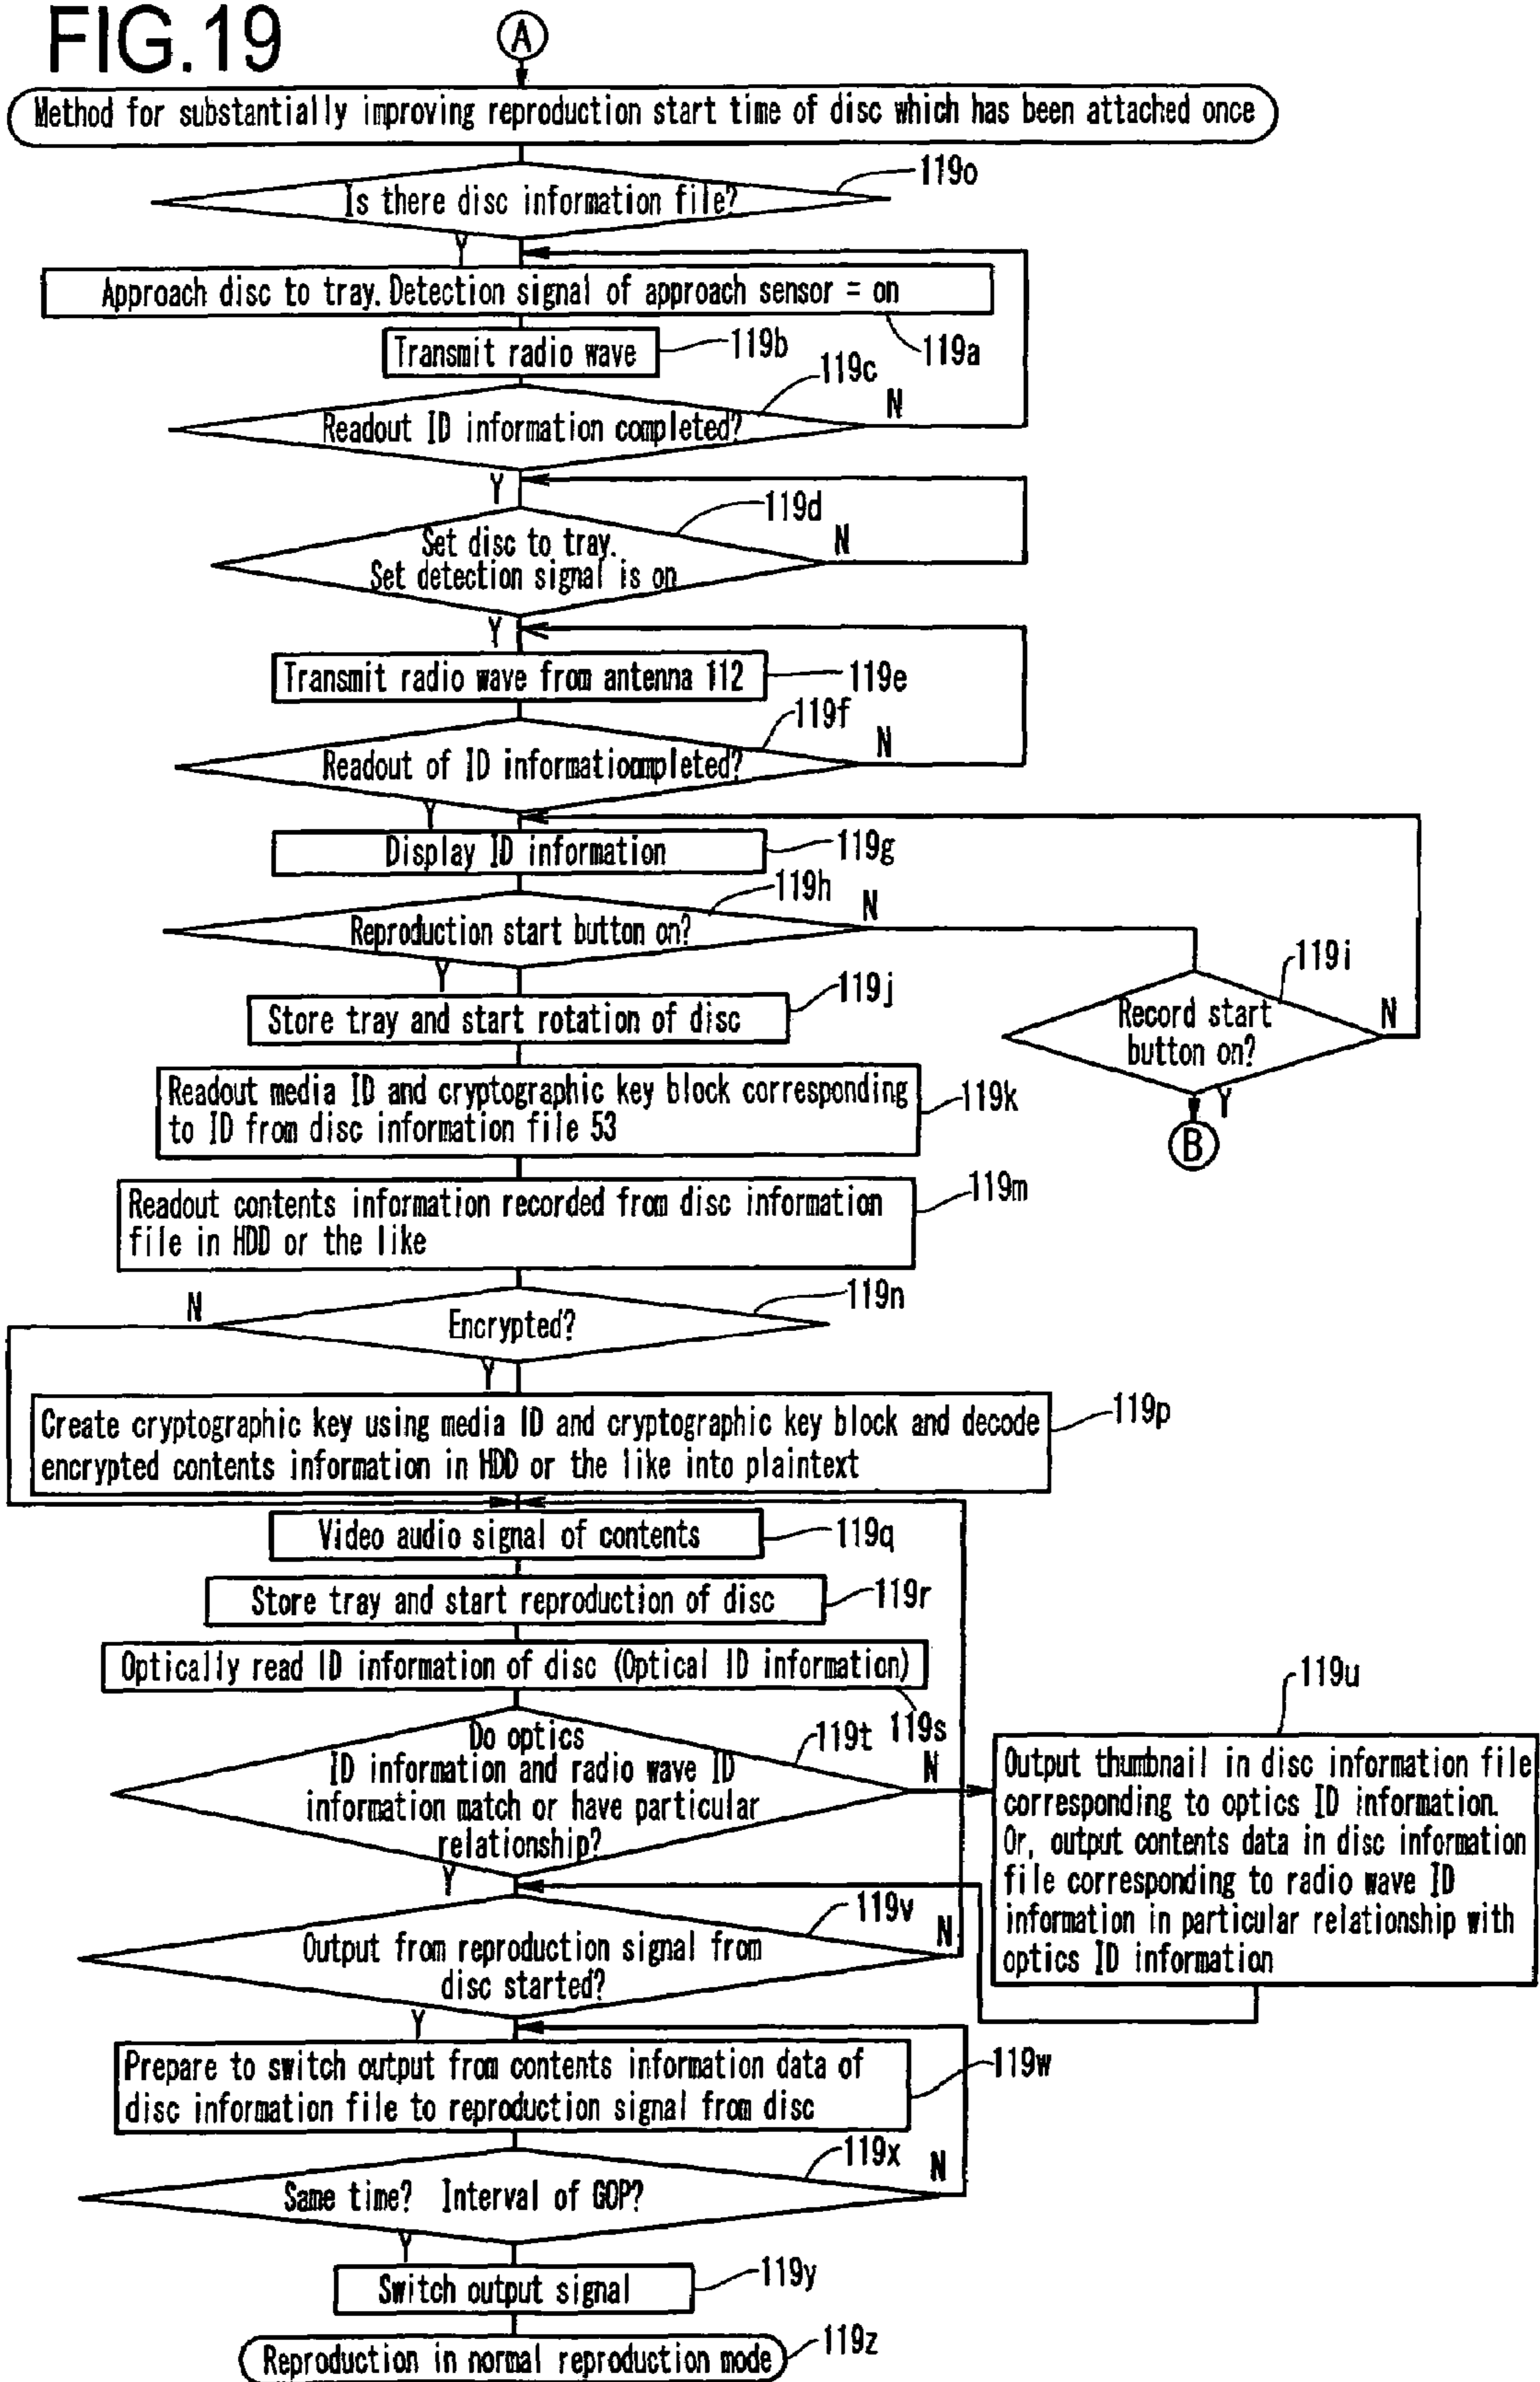 FIG.19
A
Method for substantially improving reproduction start time of disc which has been attached once
119o
Is there disc information file?
Y
Approach disc to tray. Detection signal of approach sensor = on
119a
Transmit radio wave
119b
119c
Readout ID information completed?
N
Y
119d
Set disc to tray.
Set detection signal is on
N
Y
Transmit radio wave from antenna 112
119e
119f
Readout of ID informatioompleted?
N
Y
Display ID information
119g
119h
Reproduction start button on?
N
Y
119i
Record start
button on?
N
Y
B
Store tray and start rotation of disc
119j
Readout media ID and cryptographic key block corresponding
to ID from disc information file 53
119k
Readout contents information recorded from disc information
file in HDD or the like
119m
119n
N
Encrypted?
Y
Create cryptographic key using media ID and cryptographic key block and decode
encrypted contents information in HDD or the like into plaintext
119p
Video audio signal of contents
119q
Store tray and start reproduction of disc
119r
Optically read ID information of disc (Optical ID information)
119s
119t
Do optics
ID information and radio wave ID
information match or have particular
relationship?
N
Y
119u
Output thumbnail in disc information file
corresponding to optics ID information.
Or, output contents data in disc information
file corresponding to radio wave ID
information in particular relationship with
optics ID information
119v
Output from reproduction signal from
disc started?
N
Y
Prepare to switch output from contents information data of
disc information file to reproduction signal from disc
119w
119x
Same time? Interval of GOP?
N
Y
Switch output signal
119y
Reproduction in normal reproduction mode
119z